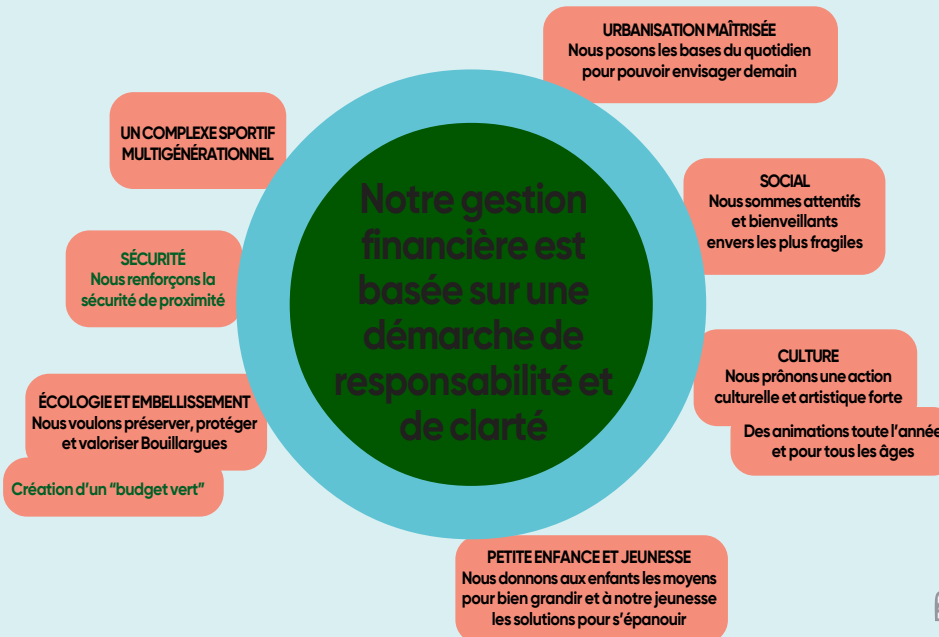 URBANISATION MAÎTRISÉE
Nous posons les bases du quotidien
pour pouvoir envisager demain
UN COMPLEXE SPORTIF
MULTIGÉNÉRATIONNEL
SOCIAL
Nous sommes attentifs
et bienveillants
envers les plus fragiles
Notre gestion
financière est
basée sur une
démarche de
responsabilité et
de clarté
SÉCURITÉ
Nous renforçons la
sécurité de proximité
CULTURE
Nous prônons une action
culturelle et artistique forte
Des animations toute l'année
et pour tous les âges
ÉCOLOGIE ET EMBELLISSEMENT
Nous voulons préserver, protéger
et valoriser Bouillargues
Création d'un "budget vert"
PETITE ENFANCE ET JEUNESSE
Nous donnons aux enfants les moyens
pour bien grandir et à notre jeunesse
les solutions pour s'épanouir